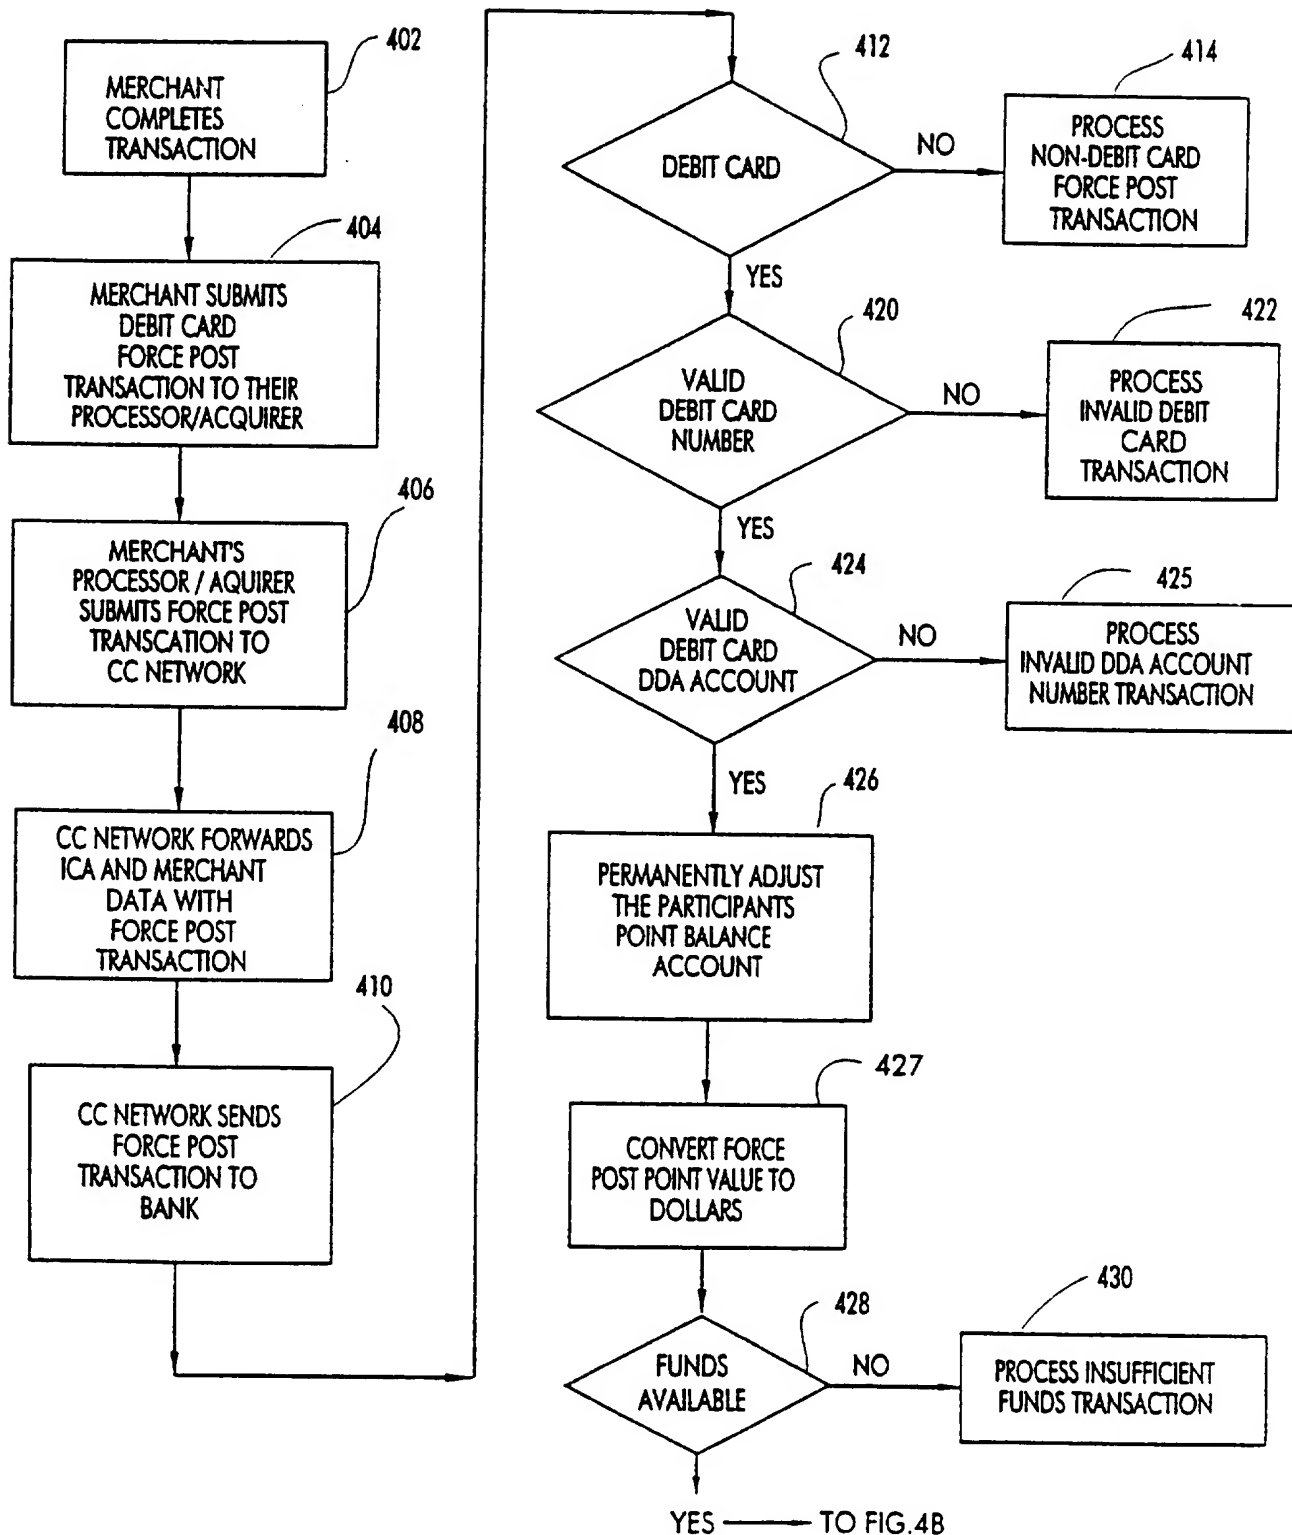 402
MERCHANT
COMPLETES
TRANSACTION
404
MERCHANT SUBMITS
DEBIT CARD
FORCE POST
TRANSACTION TO THEIR
PROCESSOR/ACQUIRER
406
MERCHANT'S
PROCESSOR / AQUIRER
SUBMITS FORCE POST
TRANSCATION TO
CC NETWORK
408
CC NETWORK FORWARDS
ICA AND MERCHANT
DATA WITH
FORCE POST
TRANSACTION
410
CC NETWORK SENDS
FORCE POST
TRANSACTION TO
BANK
412
DEBIT CARD
NO
414
PROCESS
NON-DEBIT CARD
FORCE POST
TRANSACTION
YES
420
VALID
DEBIT CARD
NUMBER
NO
422
PROCESS
INVALID DEBIT
CARD
TRANSACTION
YES
424
VALID
DEBIT CARD
DDA ACCOUNT
NO
425
PROCESS
INVALID DDA ACCOUNT
NUMBER TRANSACTION
YES
426
PERMANENTLY ADJUST
THE PARTICIPANTS
POINT BALANCE
ACCOUNT
427
CONVERT FORCE
POST POINT VALUE TO
DOLLARS
428
FUNDS
AVAILABLE
NO
430
PROCESS INSUFFICIENT
FUNDS TRANSACTION
YES TO FIG.4B